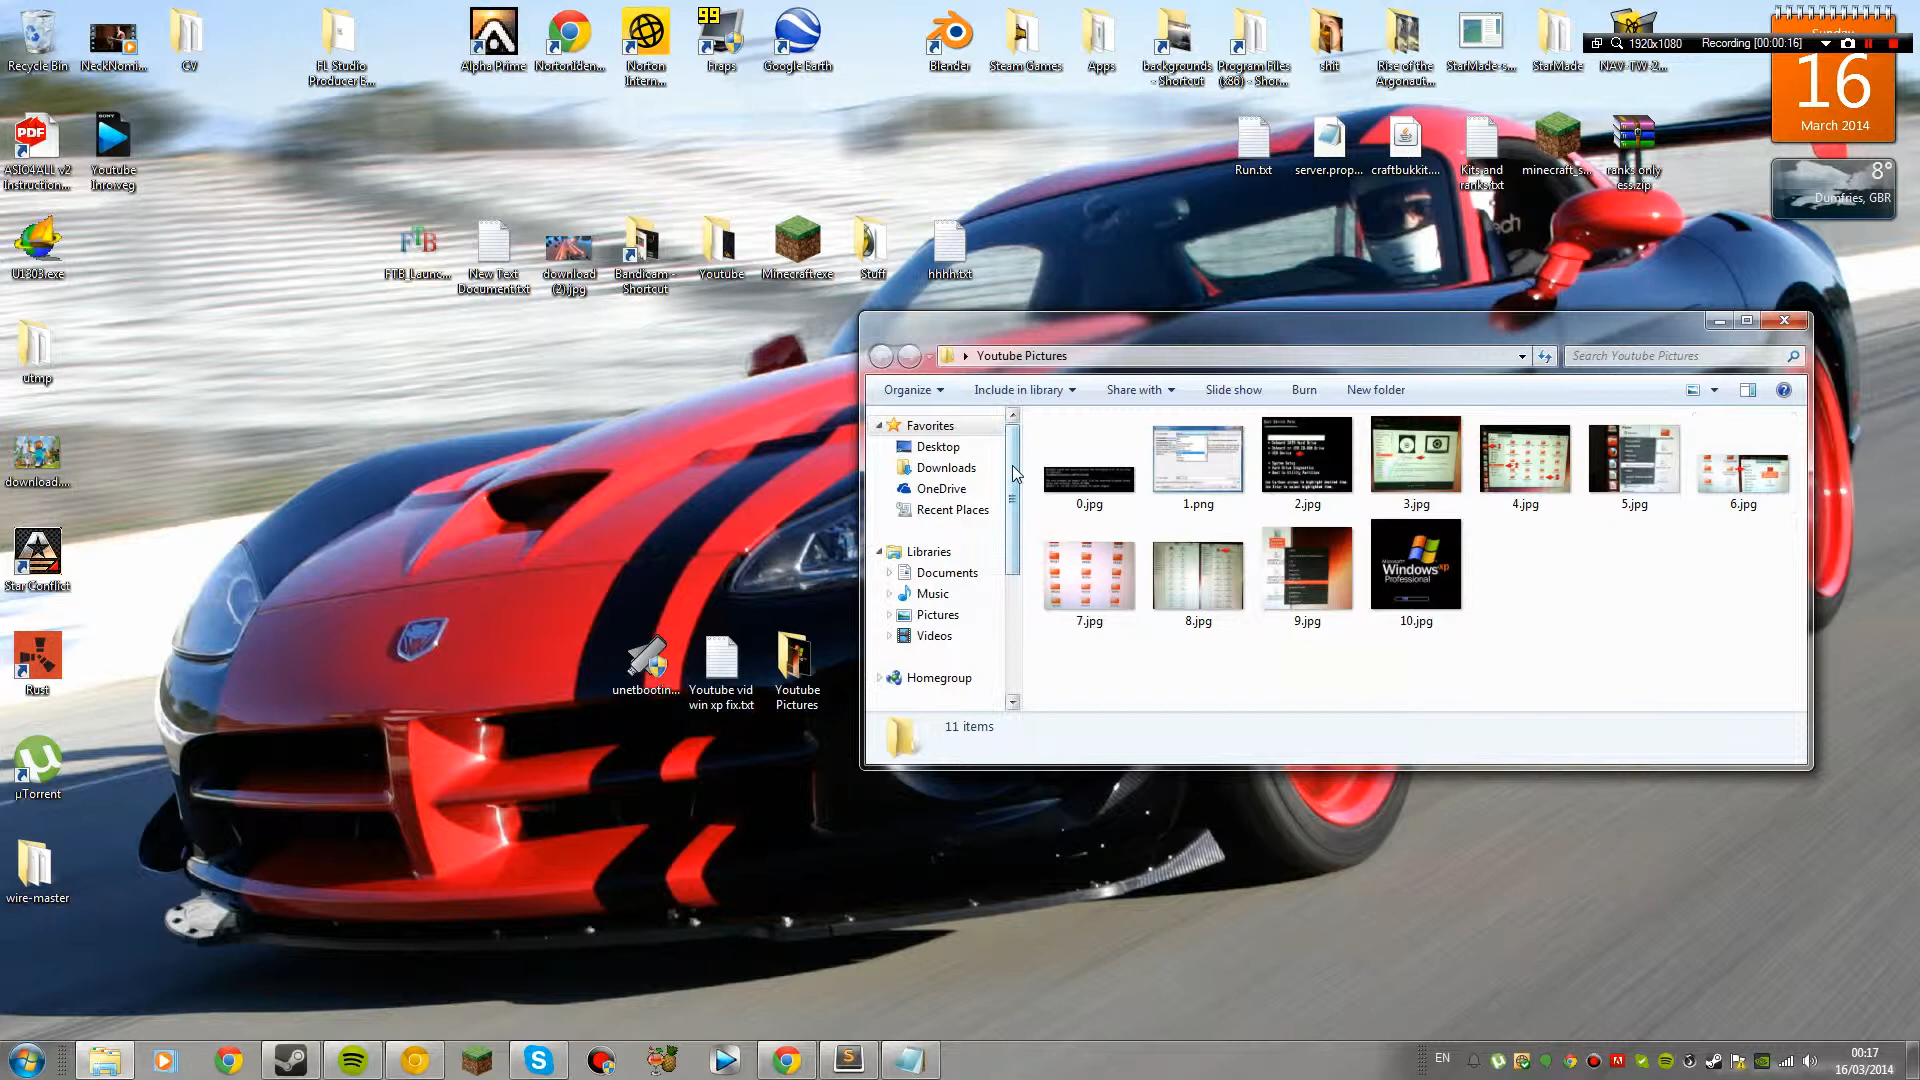 Recycle Bin
NeckNomi...
CV
FL Studio
Producer E...
Alpha Prime
NortonIden...
Norton
Intern...
99
Fraps
Google Earth
Blender
Steam Games
Apps
backgrounds
- Shortcut
Program Files
(x86) - Shor...
shit
Rise of the
Argonaut...
StarMade-s...
StarMade
NAV-TW-2...
1920x1080 Recording [00:00:16]
16
March 2014
8°
Dumfries, GBR
PDF
ASIO4ALL v2
Instruction...
SONY
Youtube
Inro.veg
Run.txt
server.prop...
craftbukkit....
Kits and
ranks.txt
minecraft_s...
ranks only
ess.zip
U1303.exe
FTB
FTB_Launc...
New Text
Document.txt
download
(2).jpg
Bandicam -
Shortcut
Youtube
Minecraft.exe
Stuff
hhhh.txt
utmp
download....
Star Conflict
Rust
µTorrent
wire-master
unetbootin...
Youtube vid
win xp fix.txt
Youtube
Pictures
Youtube Pictures
Search Youtube Pictures
Organize
Include in library
Share with
Slide show
Burn
New folder
Favorites
Desktop
Downloads
OneDrive
Recent Places
Libraries
Documents
Music
Pictures
Videos
Homegroup
0.jpg
1.png
2.jpg
3.jpg
4.jpg
5.jpg
6.jpg
7.jpg
8.jpg
9.jpg
Windows xp
Professional
10.jpg
11 items
EN
00:17
16/03/2014